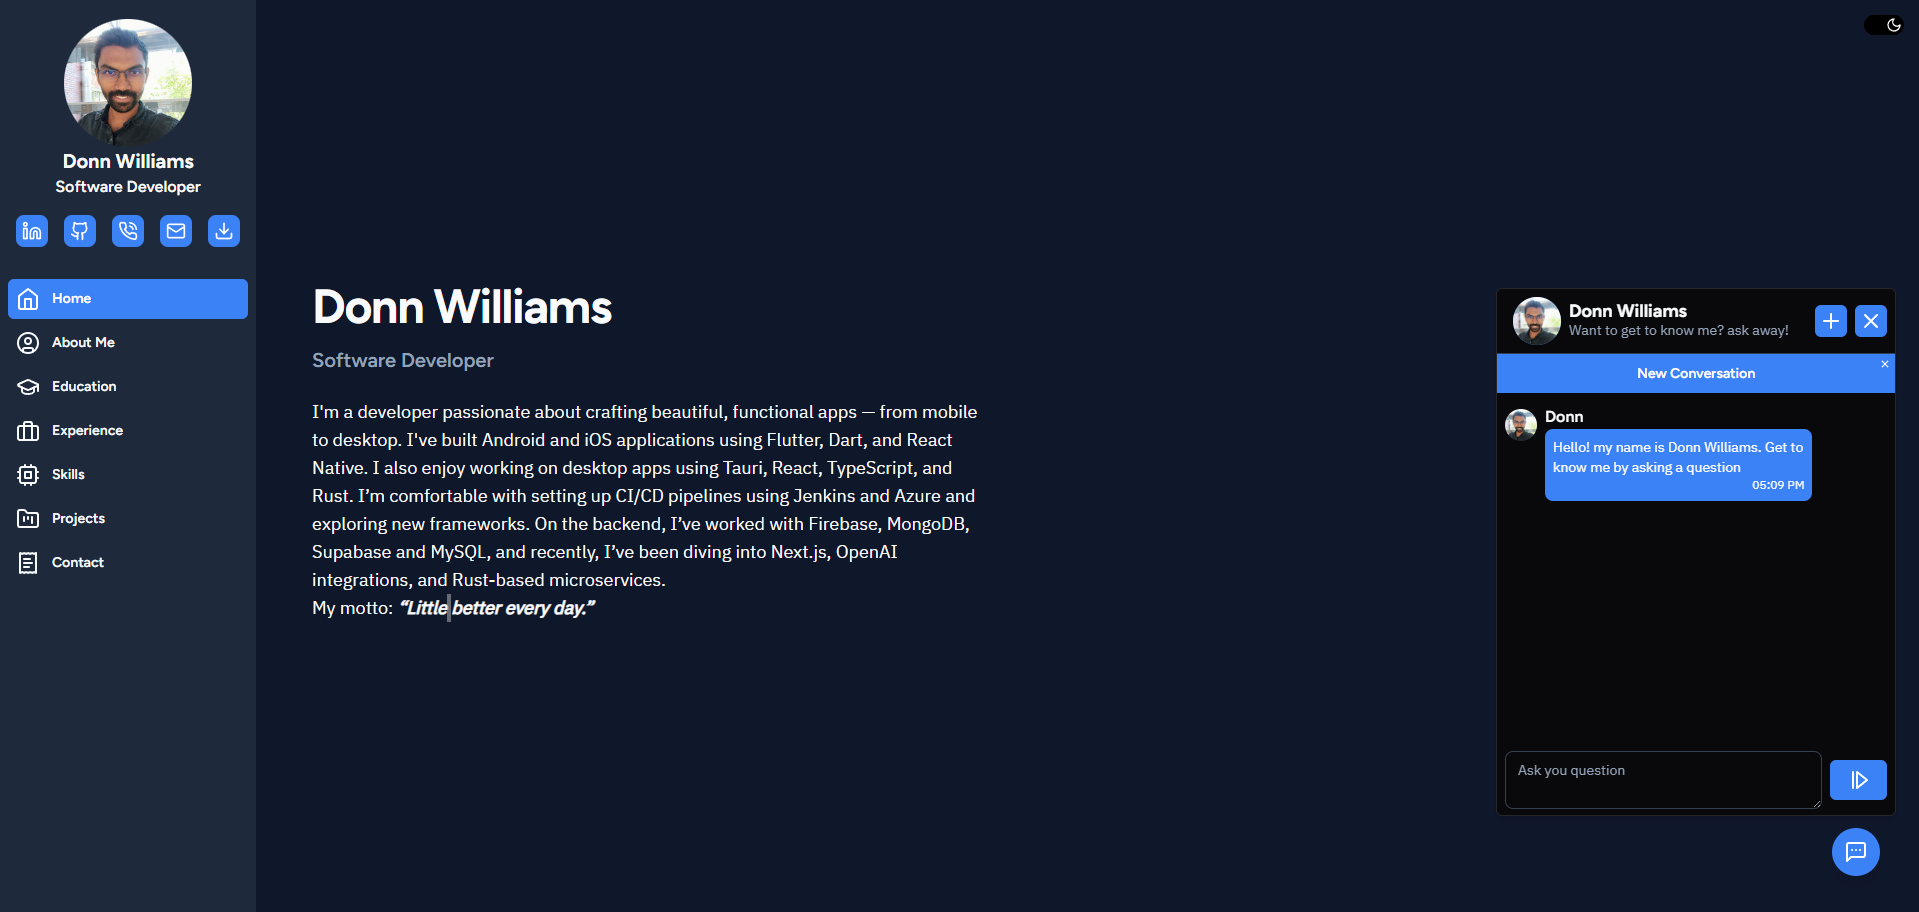 Donn Williams
Software Developer
Home
About Me
Education
Experience
Skills
Projects
Contact
Donn Williams
Software Developer
I'm a developer passionate about crafting beautiful, functional apps — from mobile
to desktop. I've built Android and iOS applications using Flutter, Dart, and React
Native. I also enjoy working on desktop apps using Tauri, React, TypeScript, and
Rust. I’m comfortable with setting up CI/CD pipelines using Jenkins and Azure and
exploring new frameworks. On the backend, I’ve worked with Firebase, MongoDB,
Supabase and MySQL, and recently, I’ve been diving into Next.js, OpenAI
integrations, and Rust-based microservices.
My motto: “Little better every day.”
Donn Williams
Want to get to know me? ask away!
New Conversation
Donn
Hello! my name is Donn Williams. Get to
know me by asking a question
05:09 PM
Ask you question